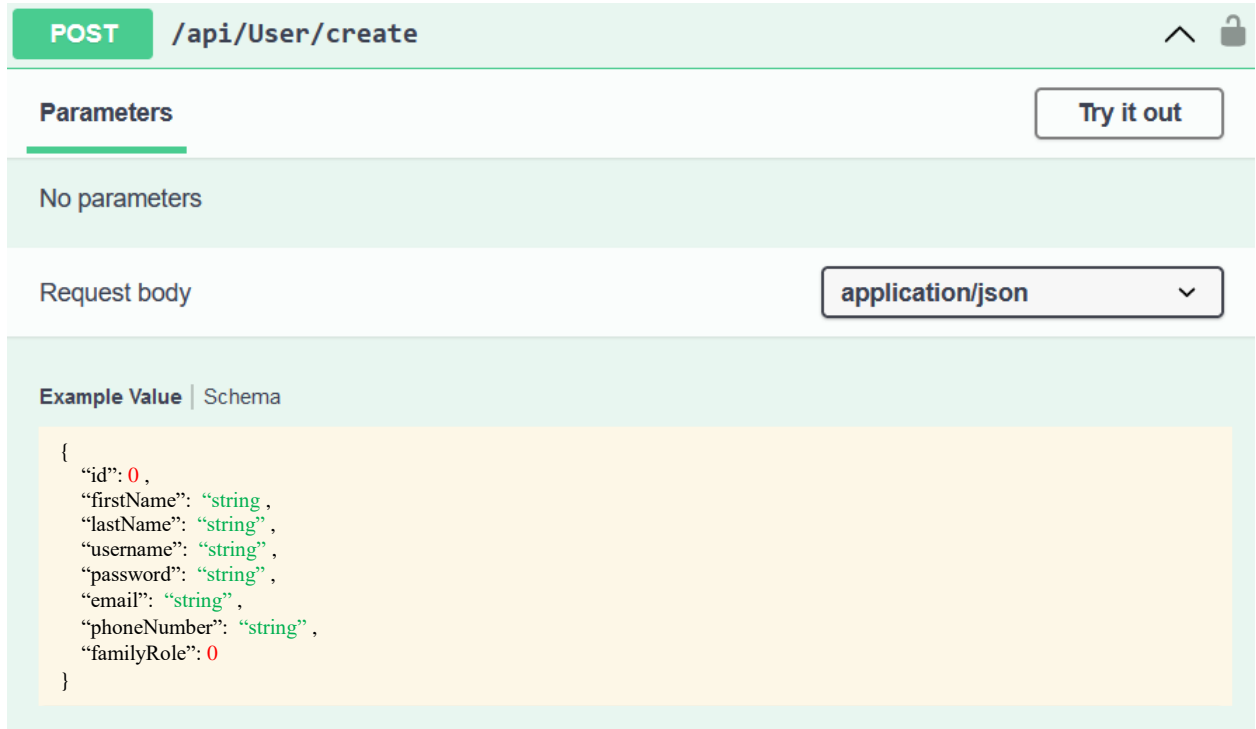 POST /api/User/create
Parameters Try it out
No parameters
Request body application/json
Example Value | Schema
{
“id”: 0 ,
“firstName”: “string ,
“lastName”: “string” ,
“username”: “string” ,
“password”: “string” ,
“email”: “string” ,
“phoneNumber”: “string” ,
“familyRole”: 0
}